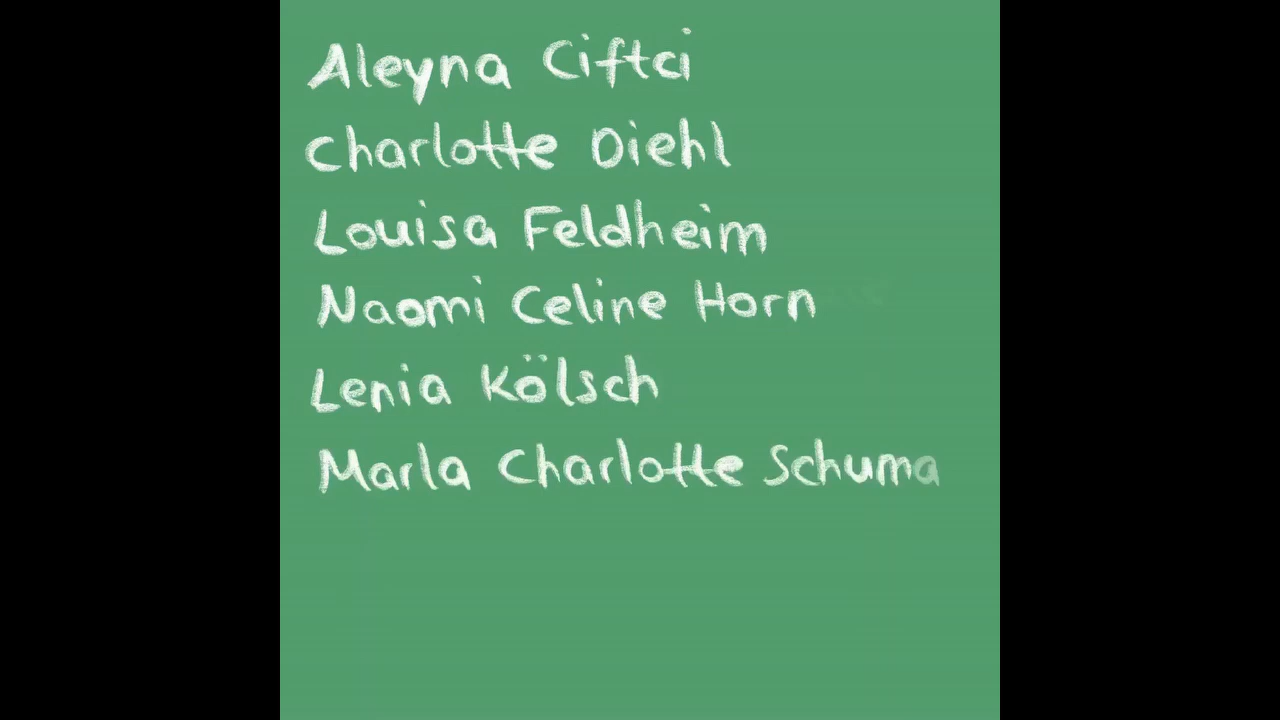 Aleyna Ciftci
Charlotte Diehl
Louisa Feldheim
Naomi Celine Horn
Lenia Kölsch
Marla Charlotte Schuma